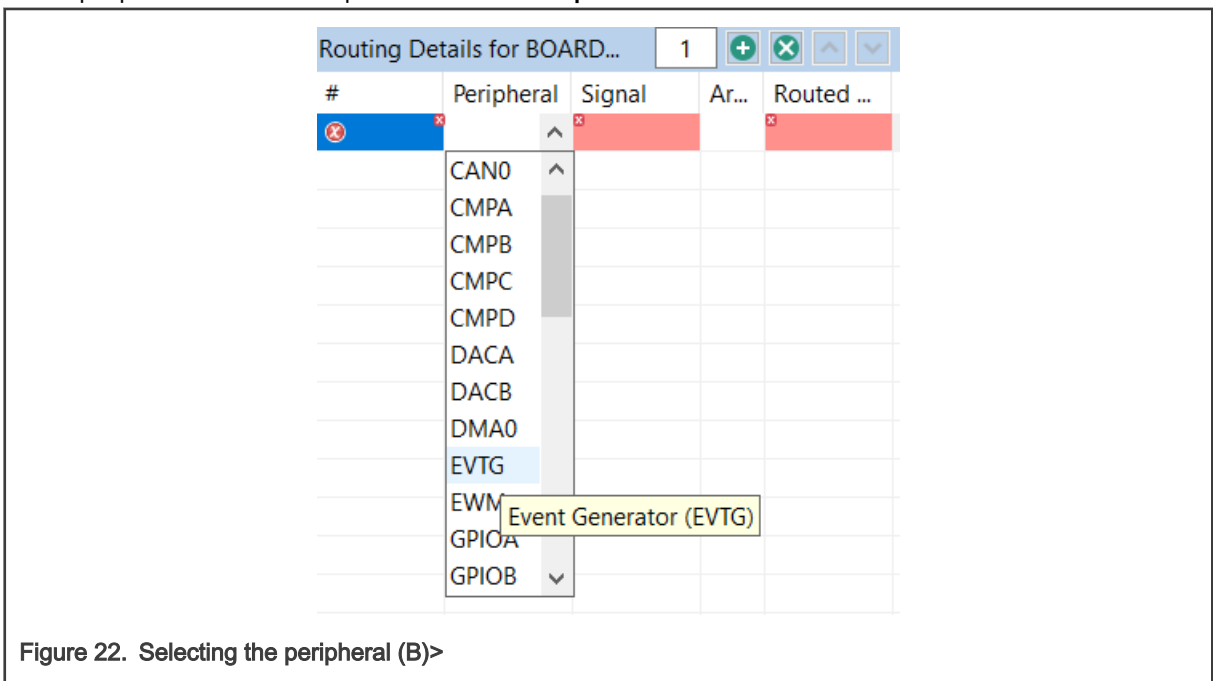 Routing Details for BOARD... 1
# Peripheral Signal Ar... Routed ...
CAN0
CMPA
CMPB
CMPC
CMPD
DACA
DACB
DMA0
EVTG
EWM
Event Generator (EVTG)
GPIOA
GPIOB
Figure 22. Selecting the peripheral (B)>